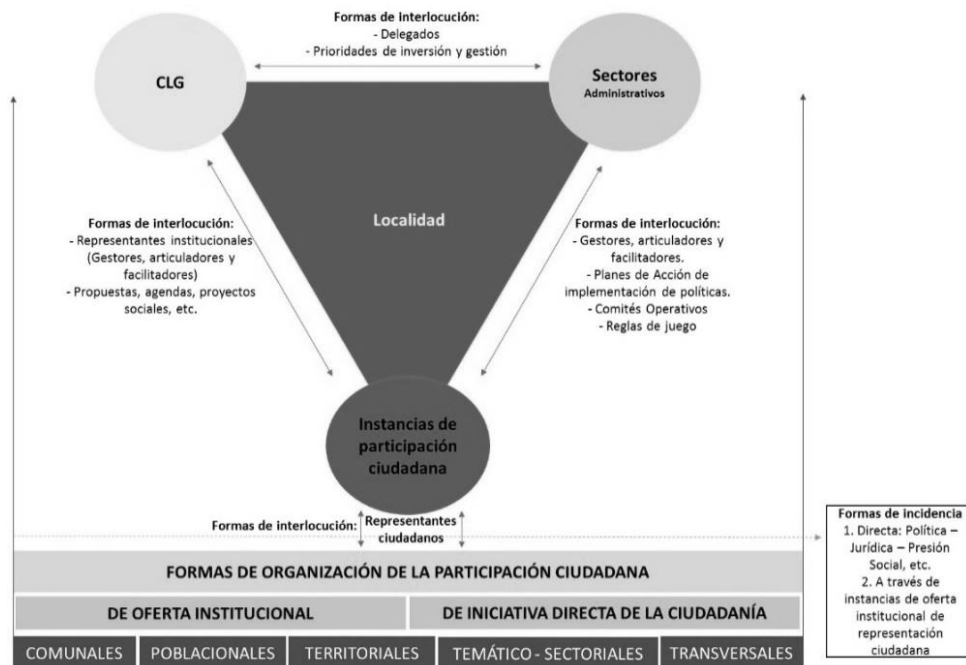 Formas de interlocución:
- Delegados
- Prioridades de inversión y gestión
CLG
Sectores
Administrativos
Localidad
Formas de interlocución:
- Representantes institucionales
(Gestores, articuladores y
facilitadores)
- Propuestas, agendas, proyectos
sociales, etc.
Formas de interlocución:
- Gestores, articuladores y
facilitadores.
- Planes de Acción de
implementación de políticas.
- Comités Operativos
- Reglas de juego
Instancias de
participación
ciudadana
Formas de interlocución:
Representantes
ciudadanos
Formas de incidencia
1. Directa: Política –
Jurídica – Presión
Social, etc.
2. A través de
instancias de oferta
institucional de
representación
ciudadana
FORMAS DE ORGANIZACIÓN DE LA PARTICIPACIÓN CIUDADANA
DE OFERTA INSTITUCIONAL
DE INICIATIVA DIRECTA DE LA CIUDADANÍA
COMUNALES
POBLACIONALES
TERRITORIALES
TEMÁTICO - SECTORIALES
TRANSVERSALES